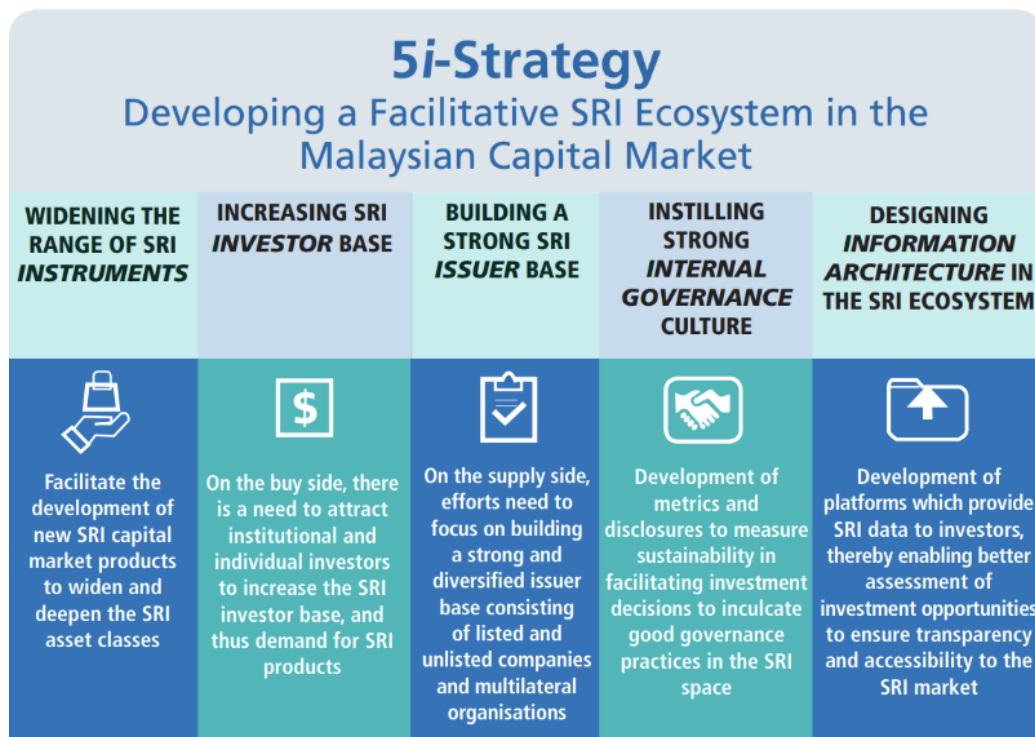 5i-Strategy
Developing a Facilitative SRI Ecosystem in the
Malaysian Capital Market
WIDENING THE
RANGE OF SRI
INSTRUMENTS
INCREASING SRI
INVESTOR BASE
BUILDING A
STRONG SRI
ISSUER BASE
INSTILLING
STRONG
INTERNAL
GOVERNANCE
CULTURE
DESIGNING
INFORMATION
ARCHITECTURE IN
THE SRI ECOSYSTEM
Facilitate the
development of
new SRI capital
market products
to widen and
deepen the SRI
asset classes
$
On the buy side, there
is a need to attract
institutional and
individual investors
to increase the SRI
investor base, and
thus demand for SRI
products
On the supply side,
efforts need to
focus on building
a strong and
diversified issuer
base consisting
of listed and
unlisted companies
and multilateral
organisations
Development of
metrics and
disclosures to measure
sustainability in
facilitating investment
decisions to inculcate
good governance
practices in the SRI
space
Development of
platforms which provide
SRI data to investors,
thereby enabling better
assessment of
investment opportunities
to ensure transparency
and accessibility to the
SRI market